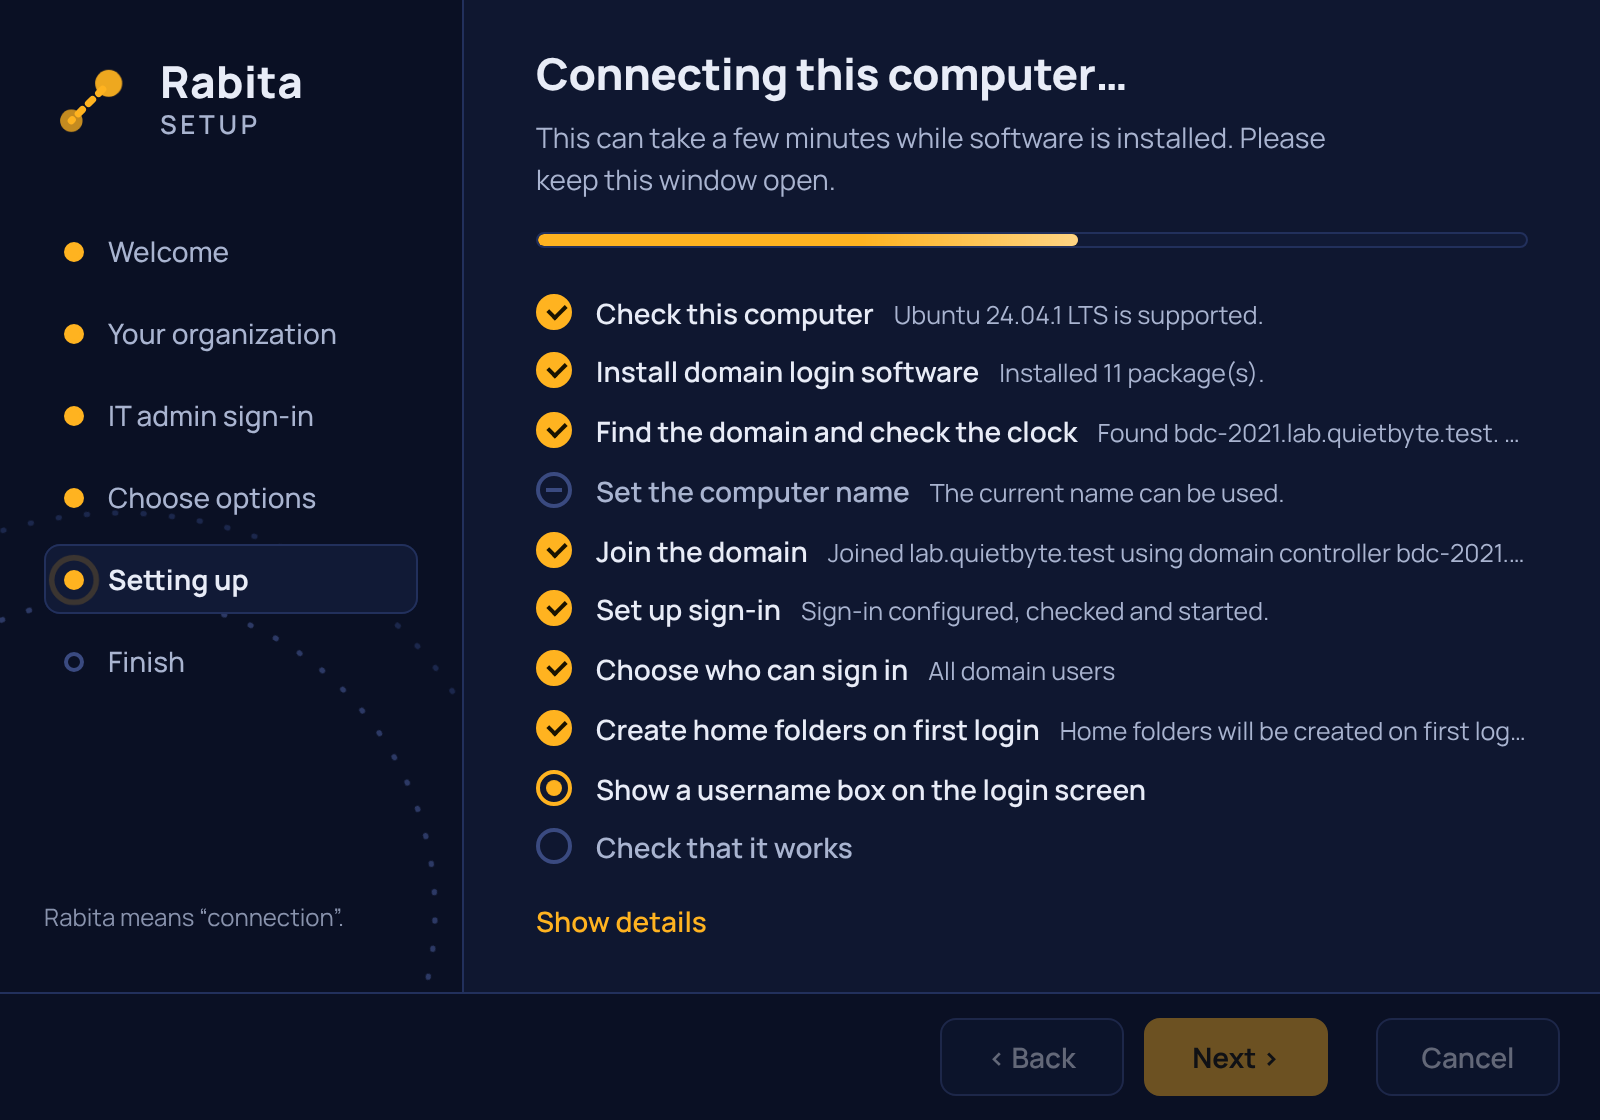 Rabita
SETUP
Welcome
Your organization
IT admin sign-in
Choose options
Setting up
Finish
Rabita means “connection”.
Connecting this computer…
This can take a few minutes while software is installed. Please
keep this window open.
Check this computer Ubuntu 24.04.1 LTS is supported.
Install domain login software Installed 11 package(s).
Find the domain and check the clock Found bdc-2021.lab.quietbyte.test. …
Set the computer name The current name can be used.
Join the domain Joined lab.quietbyte.test using domain controller bdc-2021.…
Set up sign-in Sign-in configured, checked and started.
Choose who can sign in All domain users
Create home folders on first login Home folders will be created on first log…
Show a username box on the login screen
Check that it works
Show details
‹ Back
Next ›
Cancel